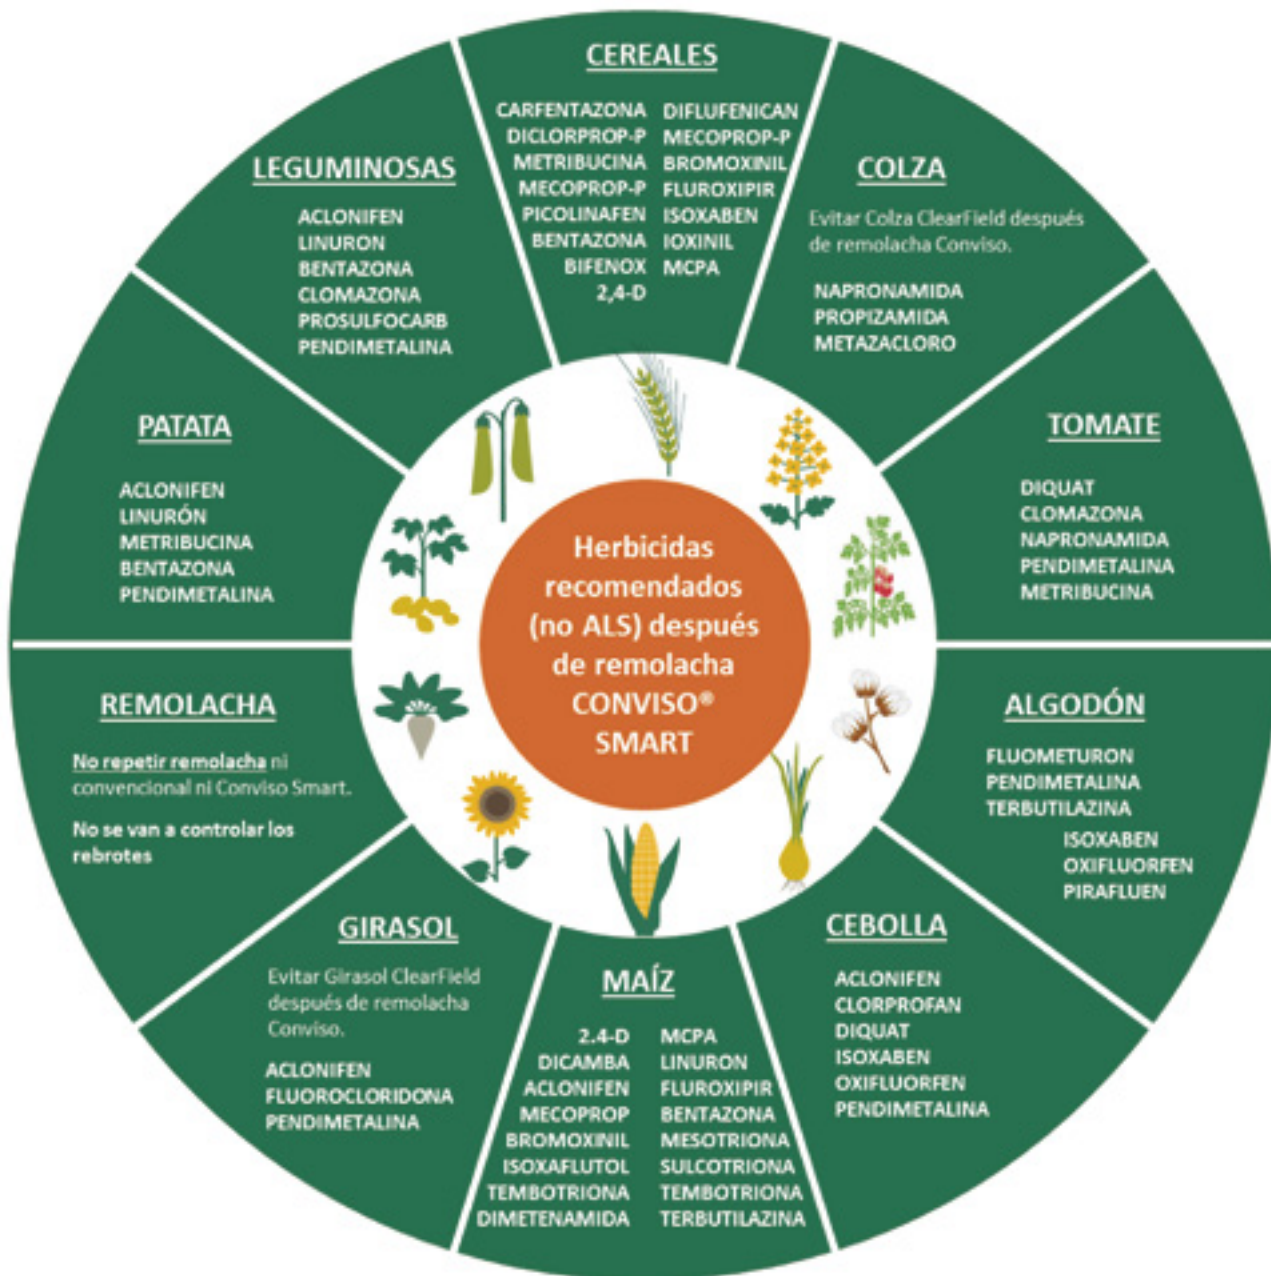 CEREALES
CARFENTAZONA DIFLUFENICAN
DICLORPROP-P MECOPROP-P
METRIBUCINA BROMOXINIL
MECOPROP-P FLUROXIPIR
PICOLINAFEN ISOXABEN
BENTAZONA IOXINIL
BIFENOX MCPA
2,4-D
COLZA
Evitar Colza ClearField después
de remolacha Conviso.
NAPRONAMIDA
PROPIZAMIDA
METAZACLORO
TOMATE
DIQUAT
CLOMAZONA
NAPRONAMIDA
PENDIMETALINA
METRIBUCINA
ALGODÓN
FLUOMETURON
PENDIMETALINA
TERBUTILAZINA
ISOXABEN
OXIFLUORFEN
PIRAFLUEN
CEBOLLA
ACLONIFEN
CLORPROFAN
DIQUAT
ISOXABEN
OXIFLUORFEN
PENDIMETALINA
MAÍZ
2.4-D MCPA
DICAMBA LINURON
ACLONIFEN FLUROXIPIR
MECOPROP BENTAZONA
BROMOXINIL MESOTRIONA
ISOXAFLUTOL SULCOTRIONA
TEMBOTRIONA TEMBOTRIONA
DIMETENAMIDA TERBUTILAZINA
GIRASOL
Evitar Girasol ClearField
después de remolacha
Conviso.
ACLONIFEN
FLUOROCLORIDONA
PENDIMETALINA
REMOLACHA
No repetir remolacha ni
convencional ni Conviso Smart.
No se van a controlar los
rebrotes
PATATA
ACLONIFEN
LINURÓN
METRIBUCINA
BENTAZONA
PENDIMETALINA
LEGUMINOSAS
ACLONIFEN
LINURON
BENTAZONA
CLOMAZONA
PROSULFOCARB
PENDIMETALINA
Herbicidas
recomendados
(no ALS) después
de remolacha
CONVISO®
SMART